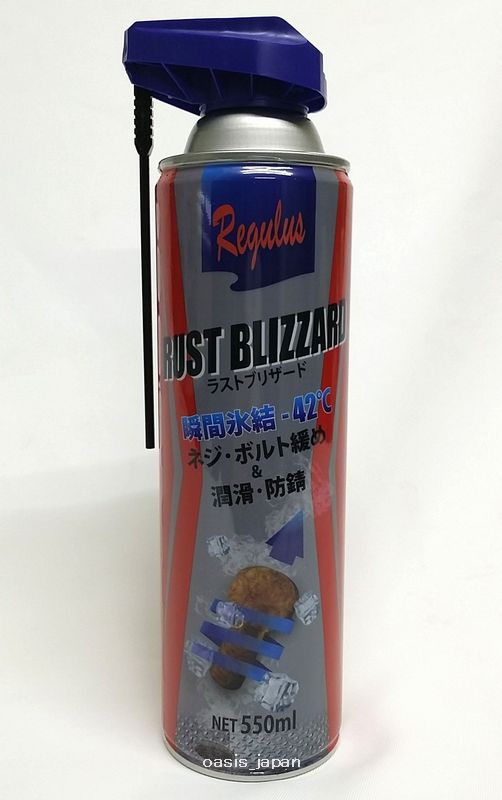 Regulus
RUST BLIZZARD
ラストブリザード
瞬間氷結-42℃
ネジ・ボルト緩め
&
潤滑・防錆
NET 550ml
oasis_japan